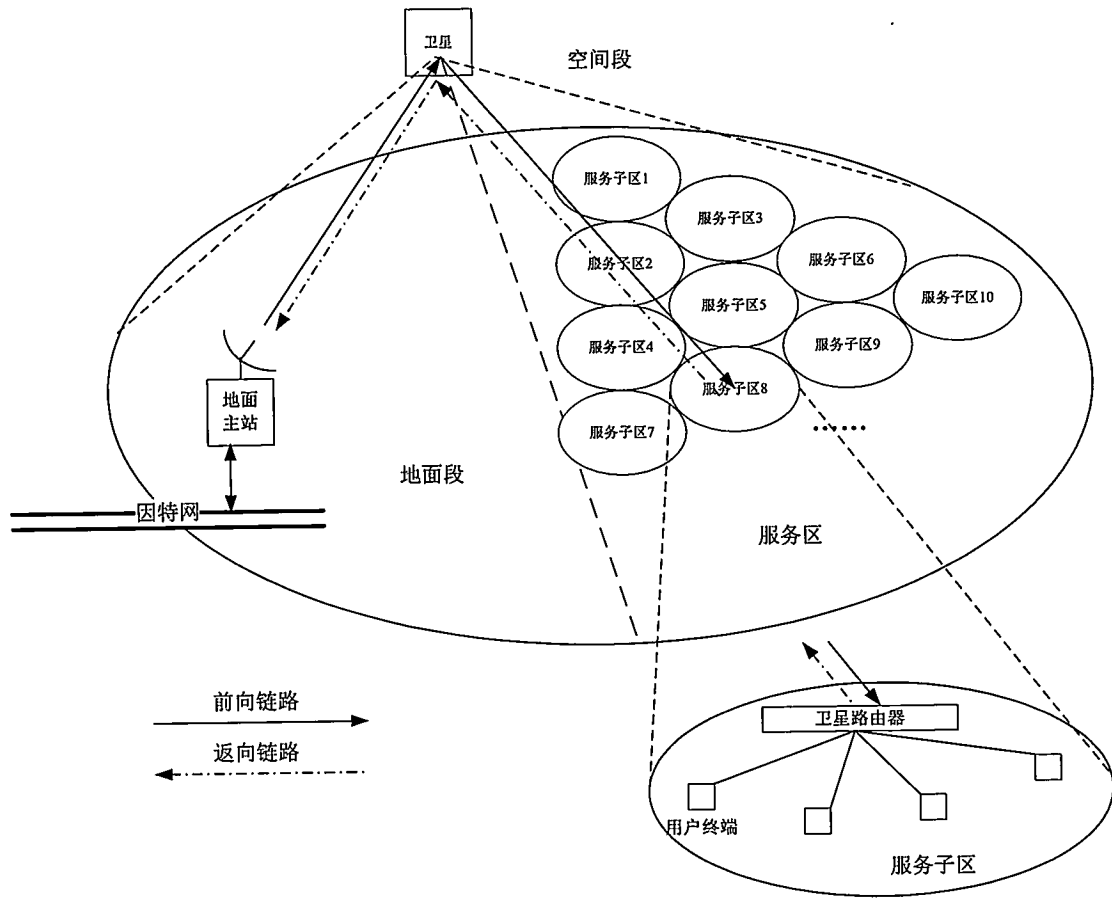 卫星
空间段
服务子区1
服务子区3
服务子区2
服务子区6
服务子区5
服务子区10
服务子区4
服务子区9
服务子区8
服务子区7
地面
主站
地面段
因特网
服务区
前向链路
返向链路
卫星路由器
用户终端
服务子区